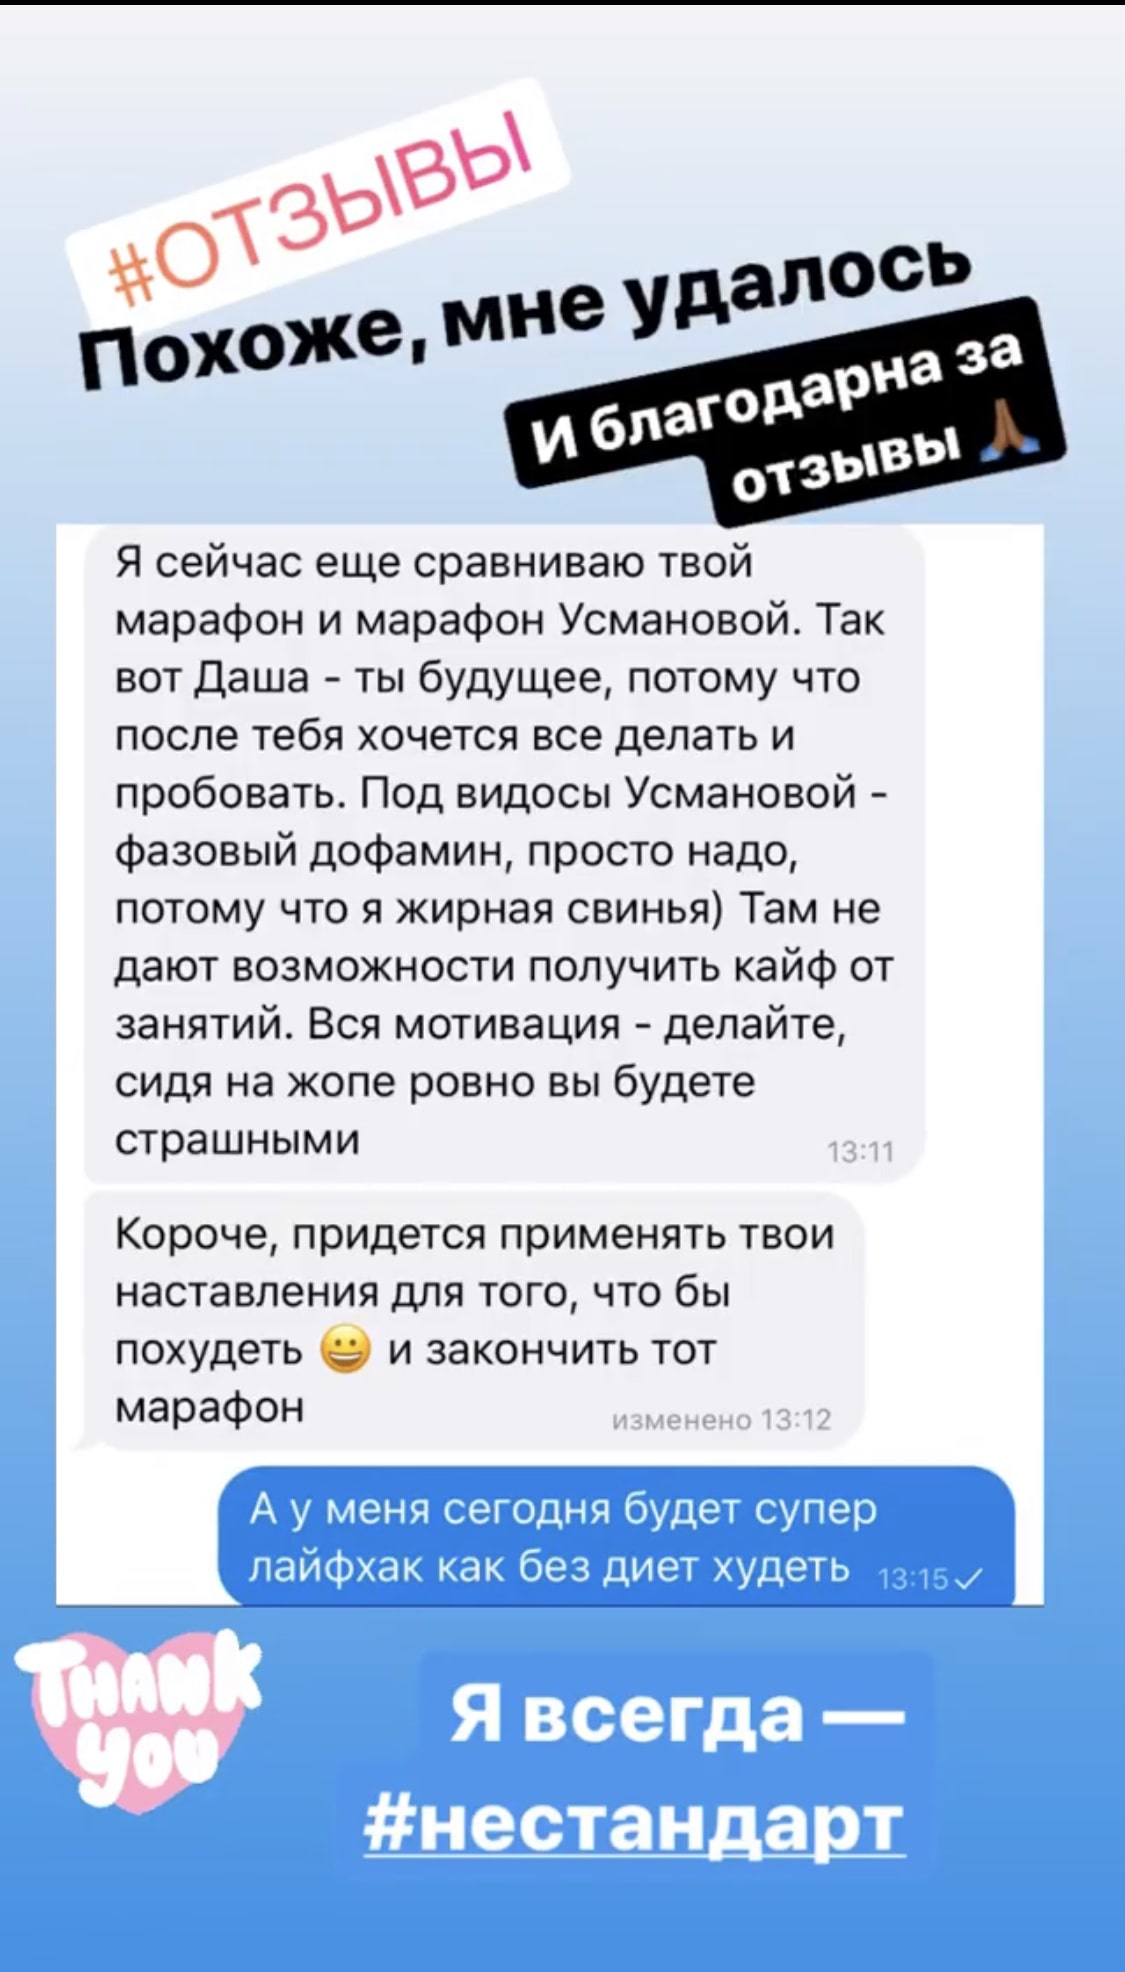 #ОТЗЫВЫ
Похоже, мне удалось
И благодарна за
отзывы 🙏🏾
Я сейчас еще сравниваю твой
марафон и марафон Усмановой. Так
вот Даша - ты будущее, потому что
после тебя хочется все делать и
пробовать. Под видосы Усмановой -
фазовый дофамин, просто надо,
потому что я жирная свинья) Там не
дают возможности получить кайф от
занятий. Вся мотивация - делайте,
сидя на жопе ровно вы будете
страшными
13:11
Короче, придется применять твои
наставления для того, что бы
похудеть 😀 и закончить тот
марафон
изменено 13:12
А у меня сегодня будет супер
лайфхак как без диет худеть
13:15✓
THANK
YOU
Я всегда —
#нестандарт